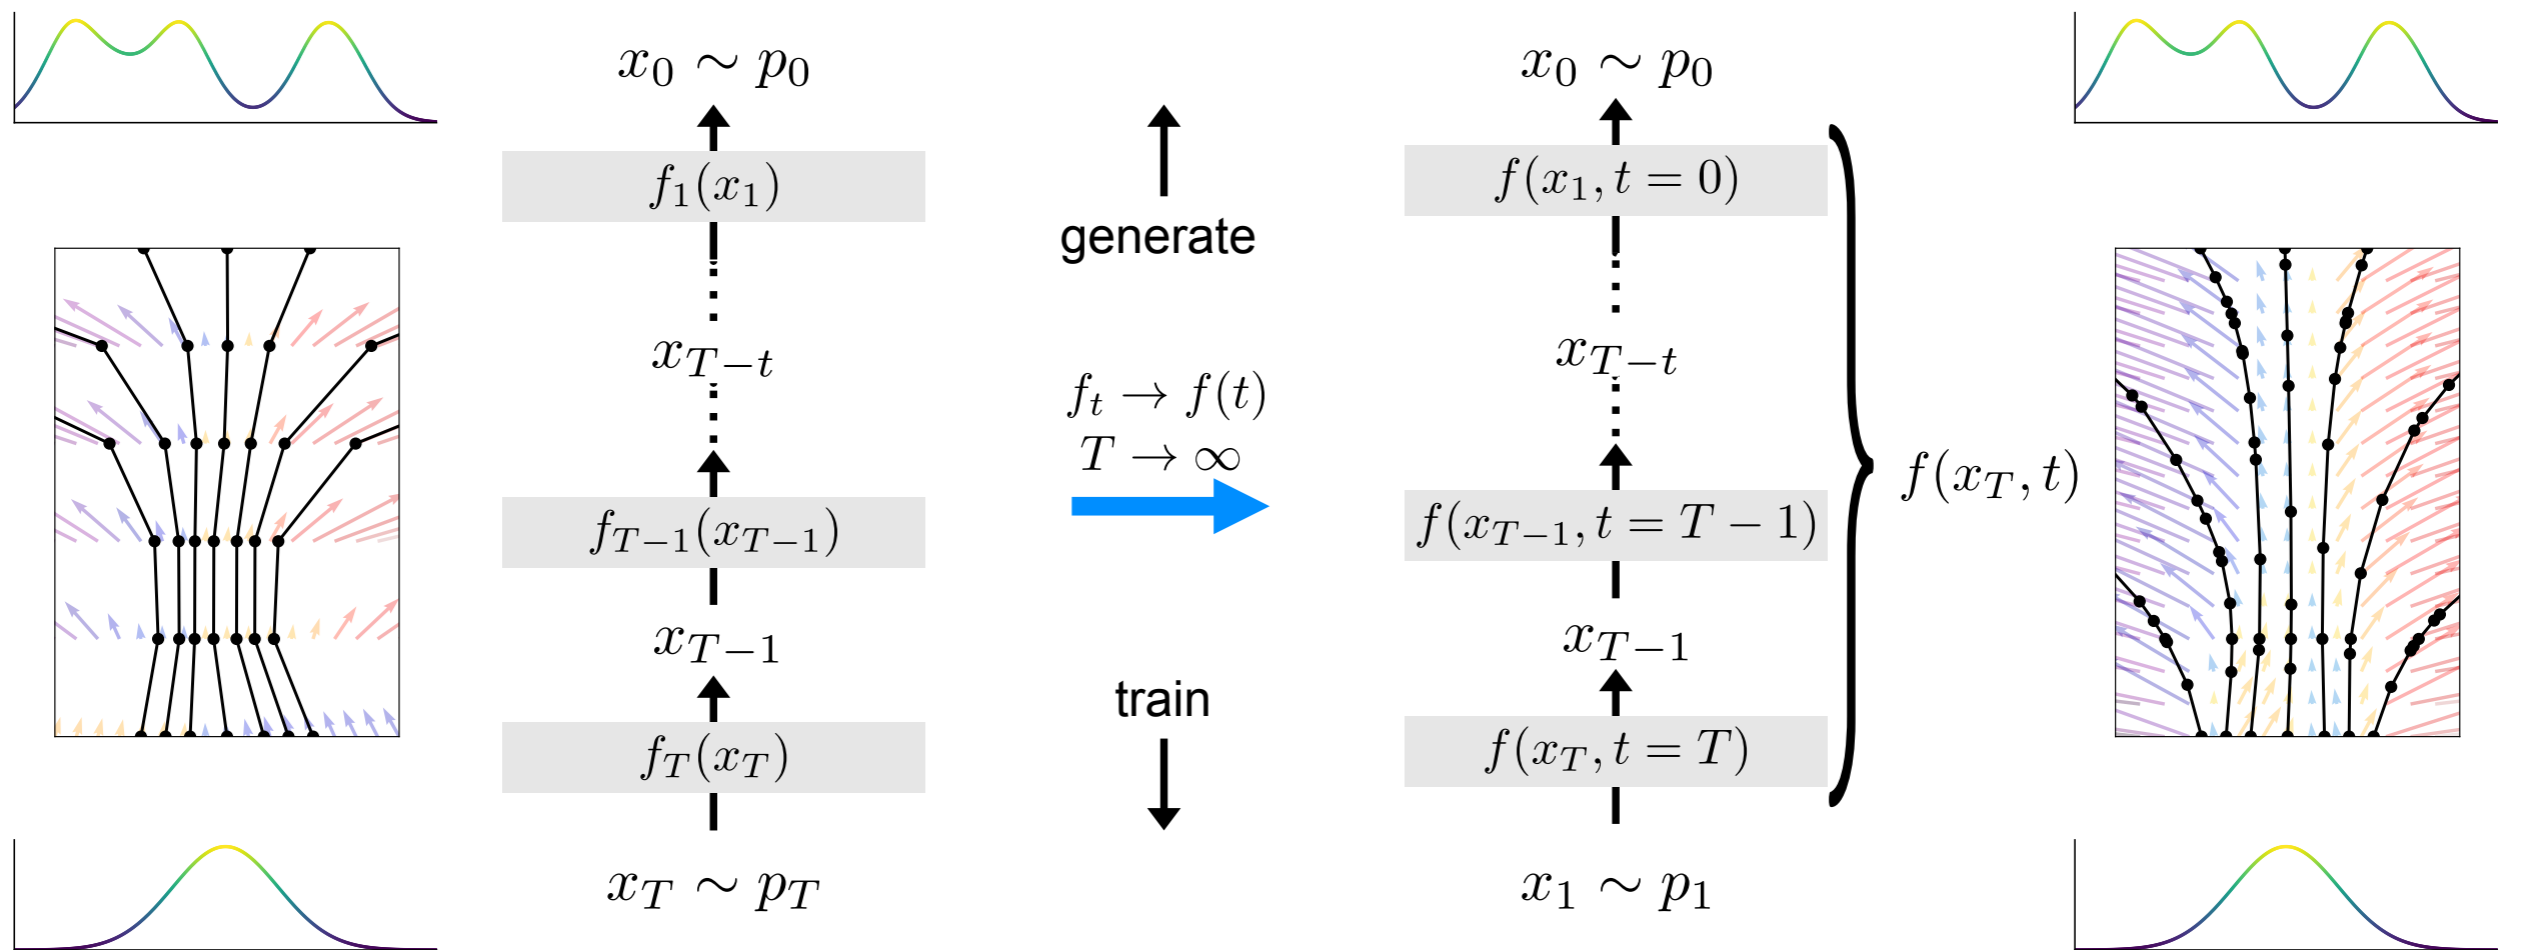 x_0 ∼ p_0
f_1(x_1)
x_{T−t}
f_{T−1}(x_{T−1})
x_{T−1}
f_T(x_T)
x_T ∼ p_T
generate
f_t → f(t)
T → ∞
train
x_0 ∼ p_0
f(x_1, t = 0)
x_{T−t}
f(x_{T−1}, t = T − 1)
x_{T−1}
f(x_T, t = T)
x_1 ∼ p_1
f(x_T, t)